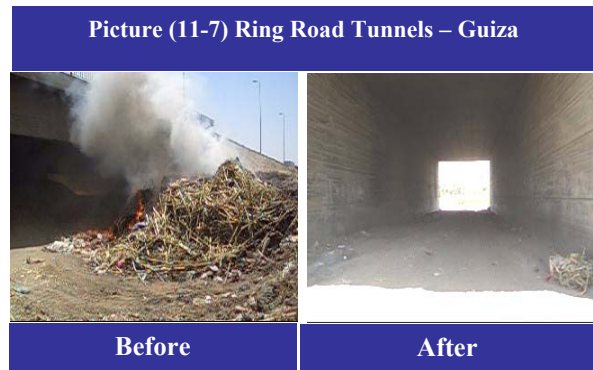 Picture (11-7) Ring Road Tunnels – Guiza
Before
After